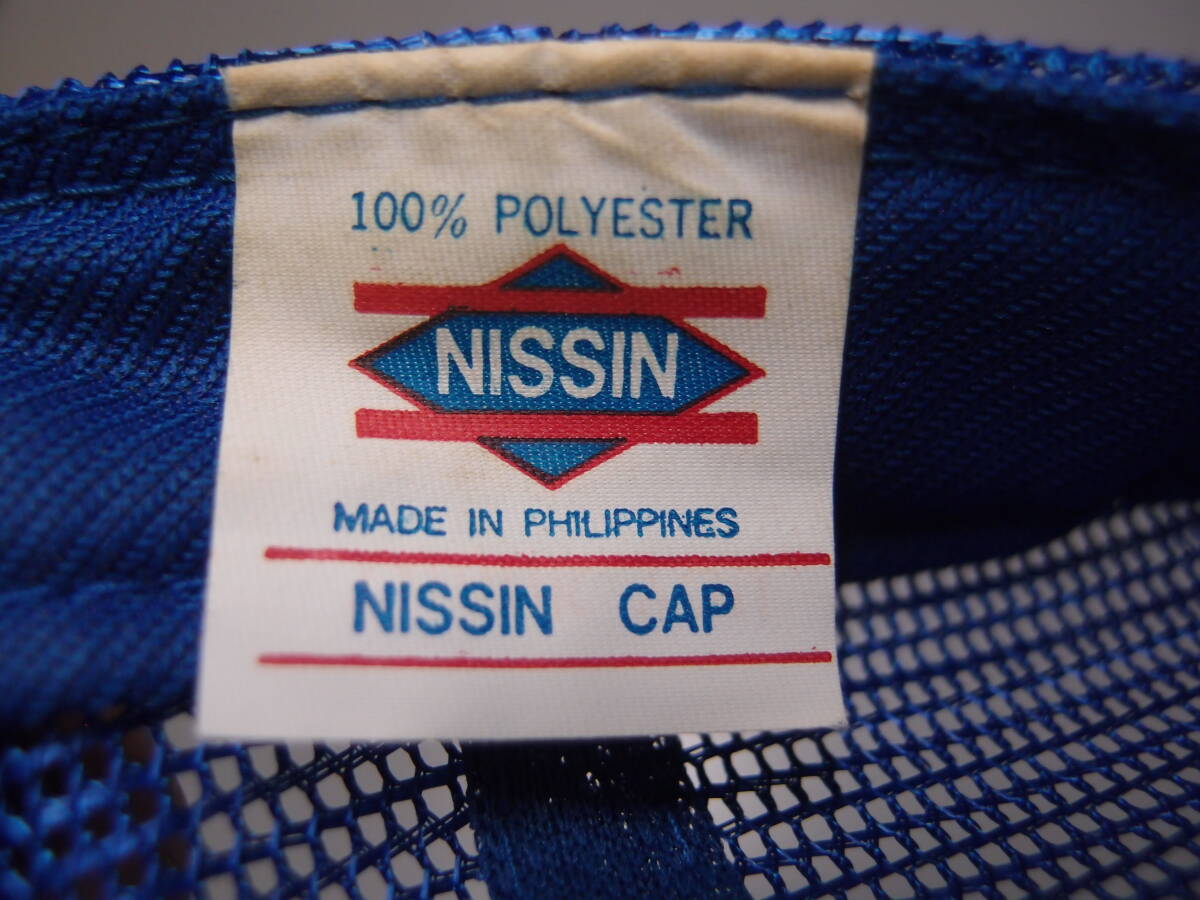 100% POLYESTER
NISSIN
MADE IN PHILIPPINES
NISSIN CAP